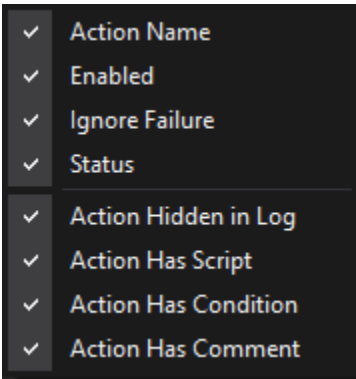 Action Name
Enabled
Ignore Failure
Status
Action Hidden in Log
Action Has Script
Action Has Condition
Action Has Comment